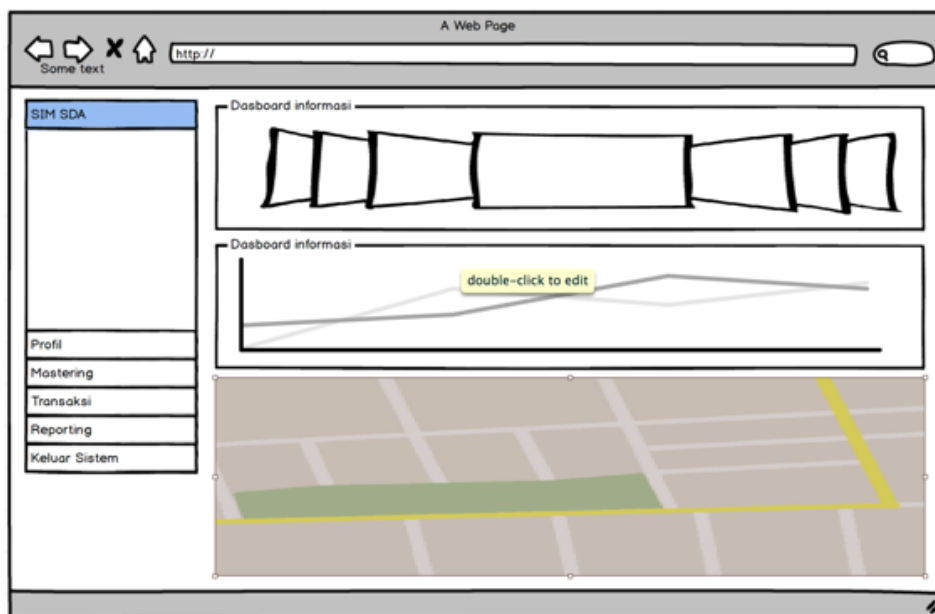 A Web Page
http://
Some text
SIM SDA
Profil
Mastering
Transaksi
Reporting
Keluar Sistem
Dasboard informasi
Dasboard informasi
double-click to edit